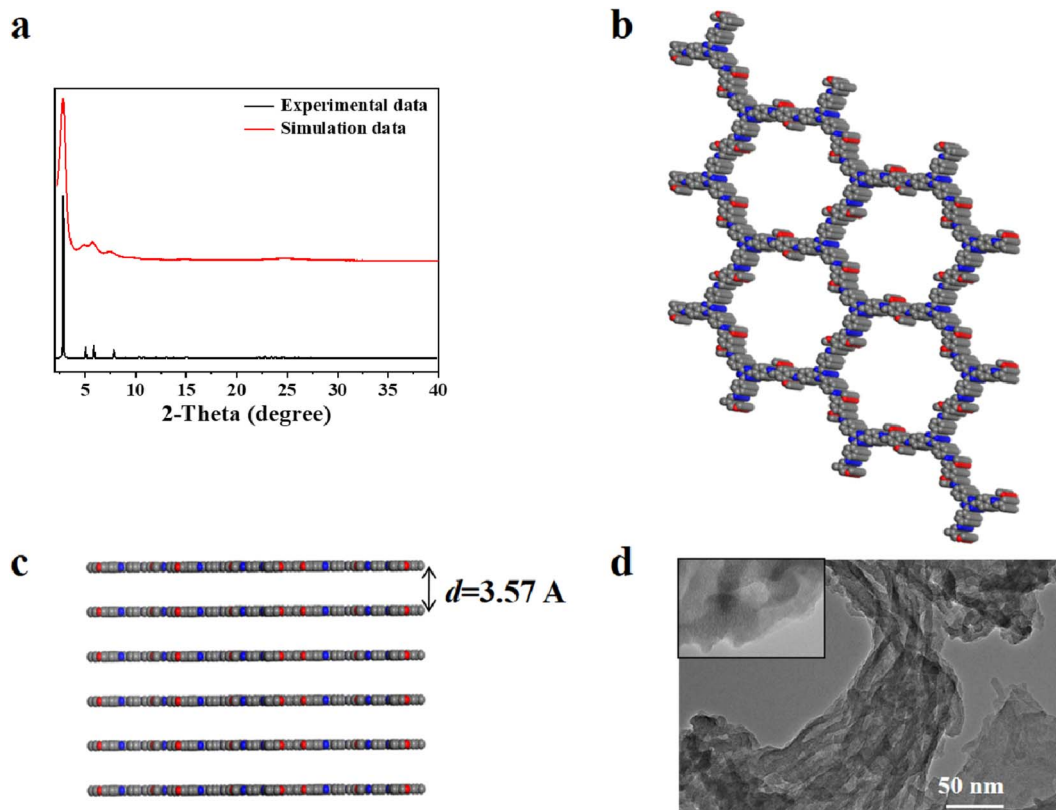 a
Experimental data
Simulation data
5 10 15 20 25 30 35 40
2-Theta (degree)
b
c
d=3.57 A
d
50 nm